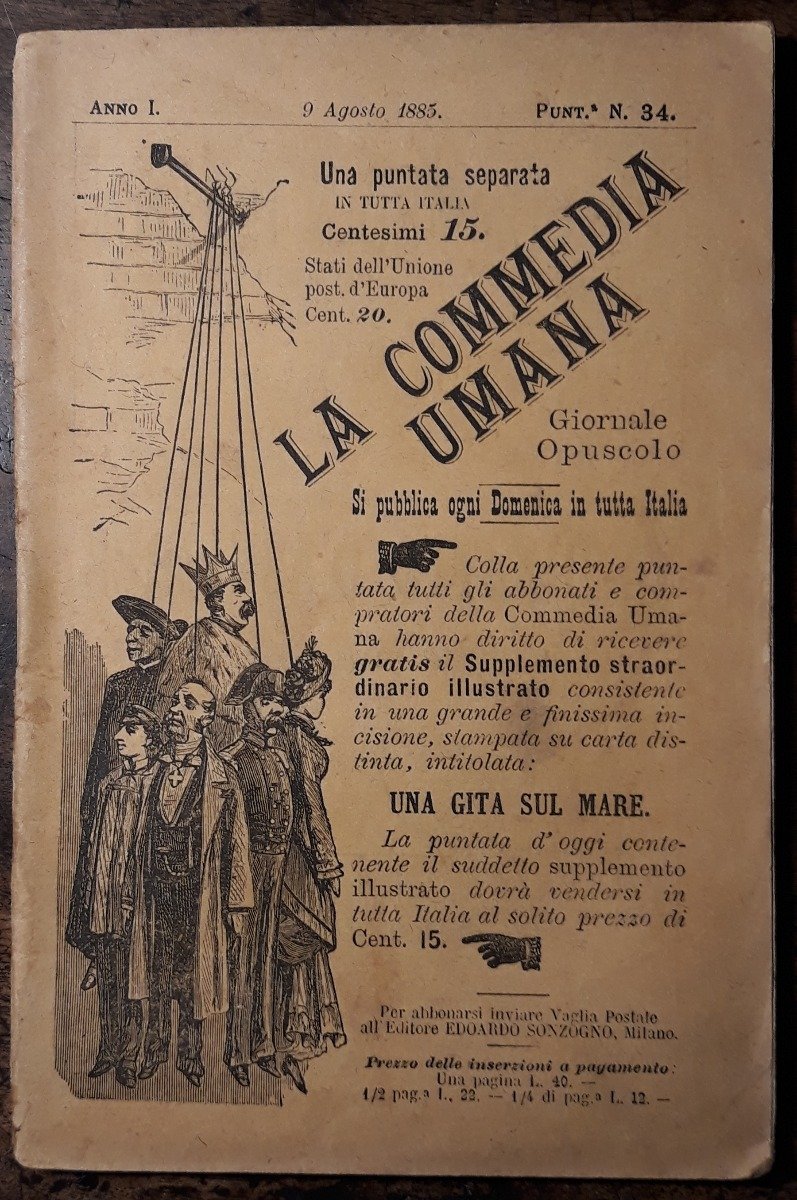 ANNO I.
9 Agosto 1885.
PUNT.ª N. 34.
Una puntata separata
IN TUTTA ITALIA
Centesimi 15.
Stati dell'Unione
post. d'Europa
Cent. 20.
LA COMMEDIA
UMANA
Giornale
Opuscolo
Si pubblica ogni Domenica in tutta Italia
Colla presente pun-
tata tutti gli abbonati e com-
pratori della Commedia Uma-
na hanno diritto di ricevere
gratis il Supplemento straor-
dinario illustrato consistente
in una grande e finissima in-
cisione, stampata su carta dis-
tinta, intitolata:
UNA GITA SUL MARE.
La puntata d'oggi conte-
nente il suddetto supplemento
illustrato dovrà vendersi in
tutta Italia al solito prezzo di
Cent. 15.
Per abbonarsi inviare Vaglia Postale
all'Editore EDOARDO SONZOGNO, Milano.
Prezzo delle inserzioni a pagamento:
Una pagina L. 40. —
1/2 pag.ª L. 22. — 1/4 di pag.ª L. 12. —